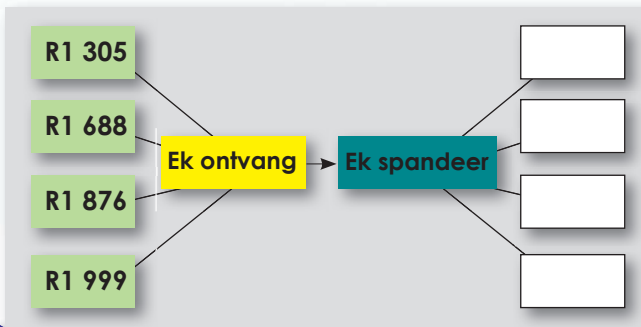 R1 305
R1 688
R1 876
R1 999
Ek ontvang
Ek spandeer